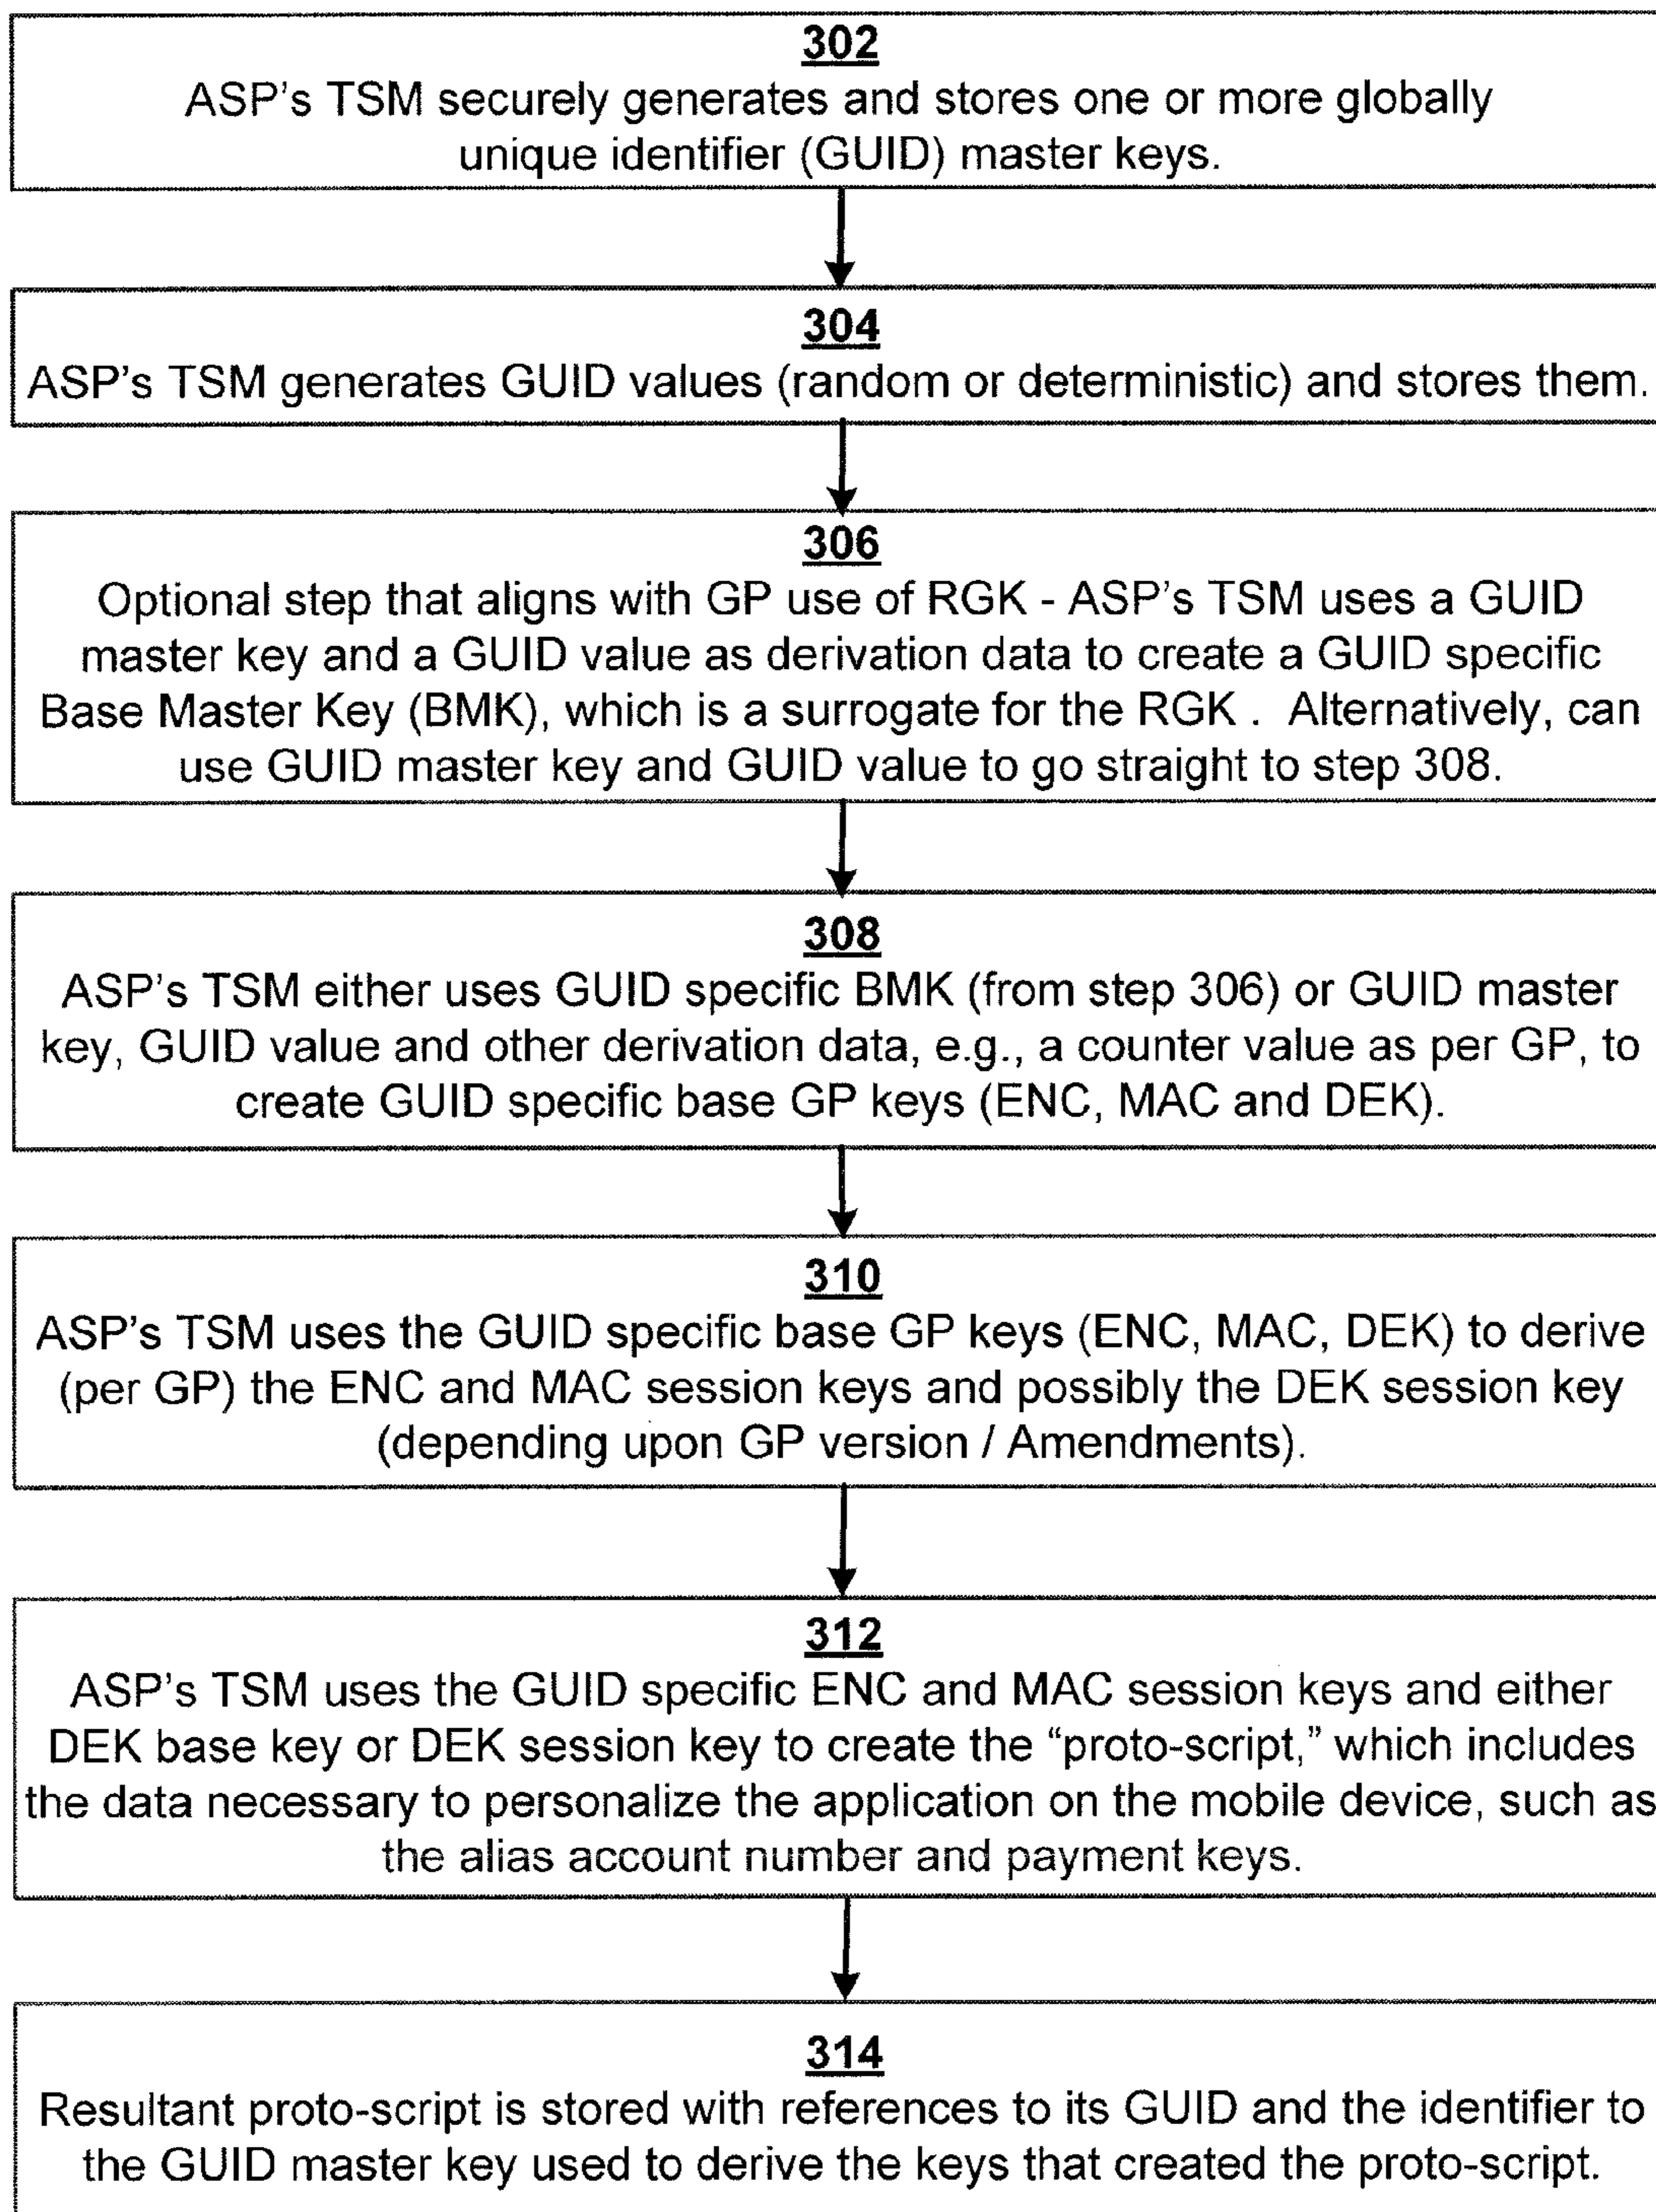 302
ASP's TSM securely generates and stores one or more globally
unique identifier (GUID) master keys.
304
ASP's TSM generates GUID values (random or deterministic) and stores them.
306
Optional step that aligns with GP use of RGK - ASP's TSM uses a GUID
master key and a GUID value as derivation data to create a GUID specific
Base Master Key (BMK), which is a surrogate for the RGK . Alternatively, can
use GUID master key and GUID value to go straight to step 308.
308
ASP's TSM either uses GUID specific BMK (from step 306) or GUID master
key, GUID value and other derivation data, e.g., a counter value as per GP, to
create GUID specific base GP keys (ENC, MAC and DEK).
310
ASP's TSM uses the GUID specific base GP keys (ENC, MAC, DEK) to derive
(per GP) the ENC and MAC session keys and possibly the DEK session key
(depending upon GP version / Amendments).
312
ASP's TSM uses the GUID specific ENC and MAC session keys and either
DEK base key or DEK session key to create the “proto-script,” which includes
the data necessary to personalize the application on the mobile device, such as
the alias account number and payment keys.
314
Resultant proto-script is stored with references to its GUID and the identifier to
the GUID master key used to derive the keys that created the proto-script.